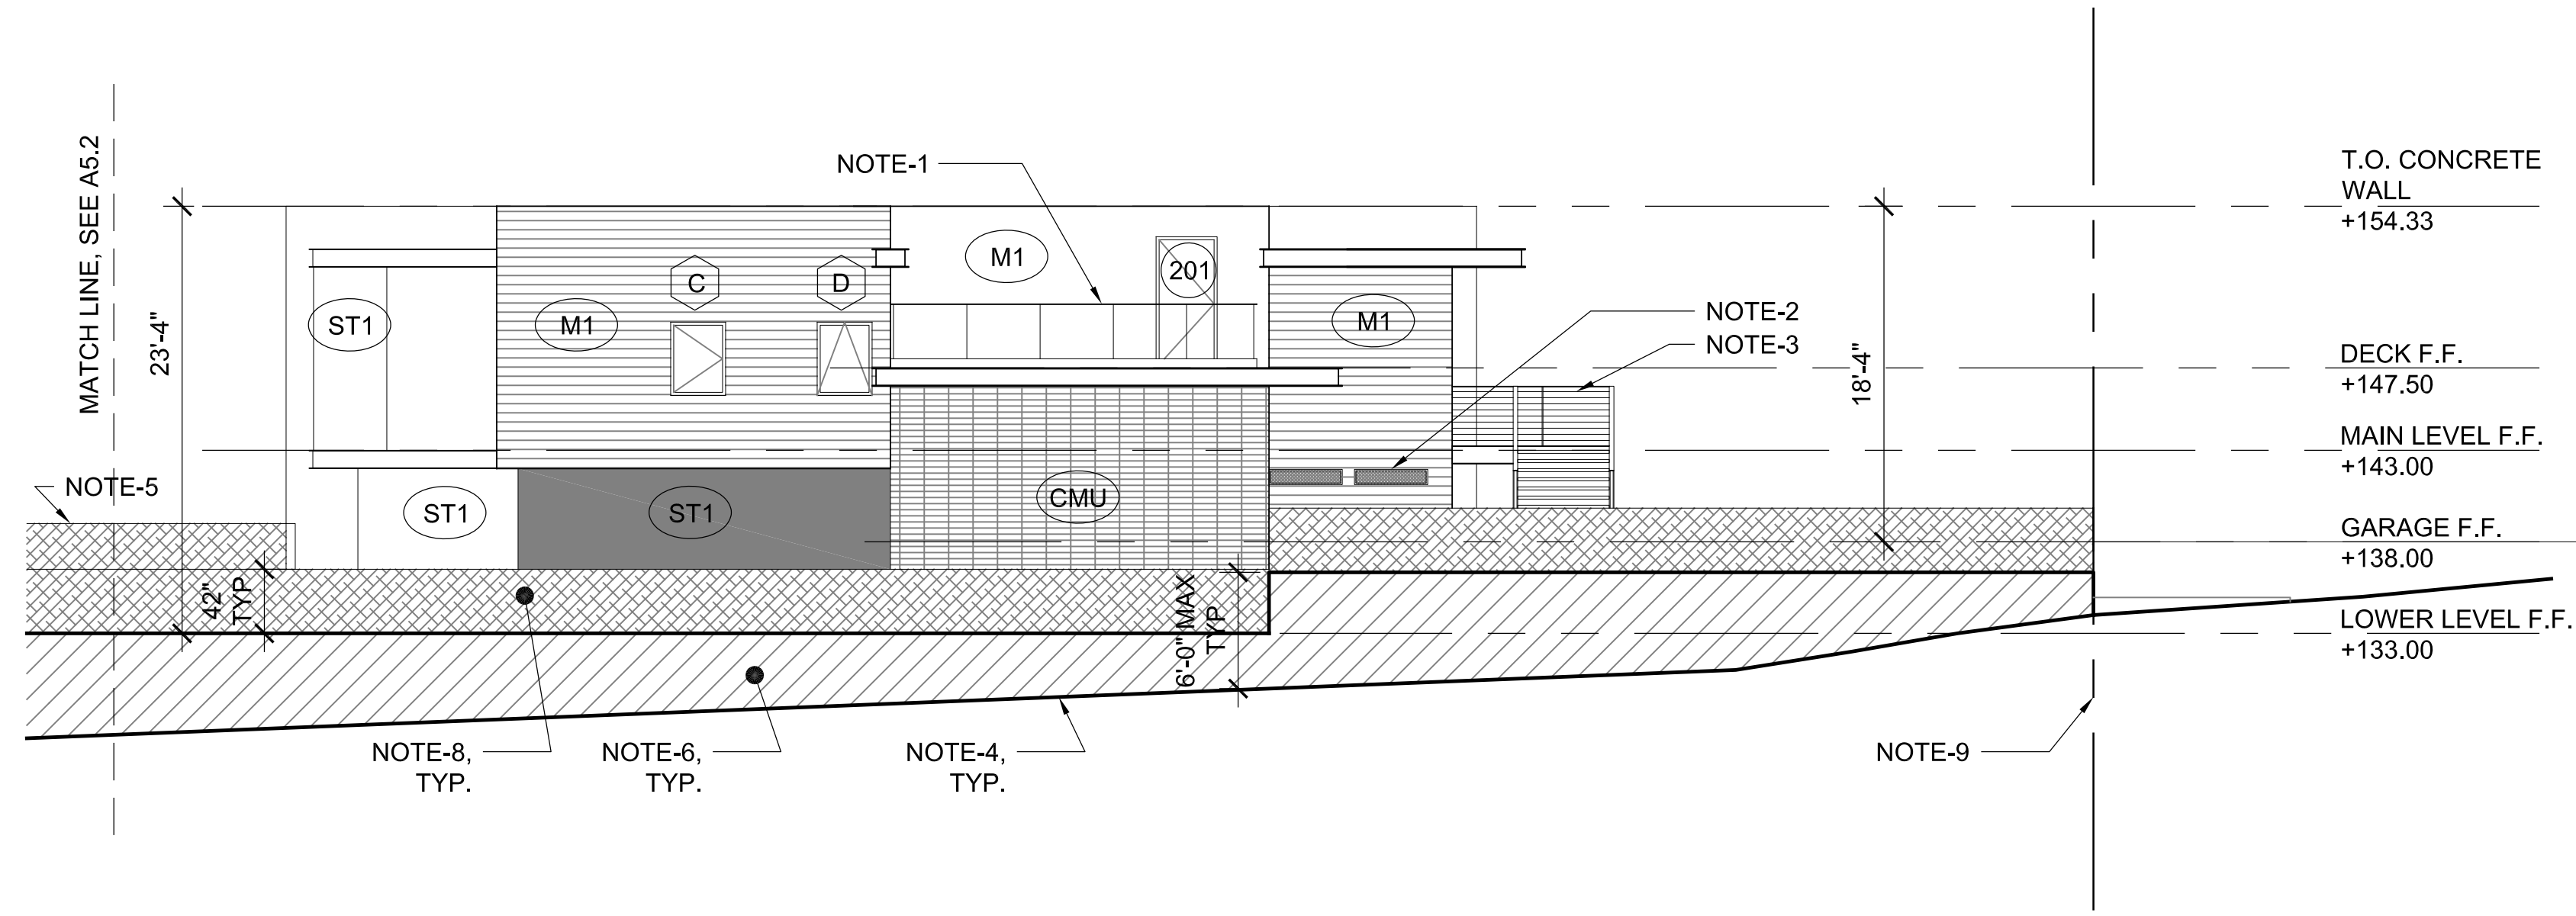 MATCH LINE, SEE A5.2
23'-4"
NOTE-1
T.O. CONCRETE
WALL
+154.33
M1
201
C
D
ST1
M1
M1
NOTE-2
NOTE-3
18'-4"
DECK F.F.
+147.50
MAIN LEVEL F.F.
+143.00
NOTE-5
ST1
ST1
CMU
GARAGE F.F.
+138.00
42"
TYP
6'-0" MAX
TYP
LOWER LEVEL F.F.
+133.00
NOTE-8,
TYP.
NOTE-6,
TYP.
NOTE-4,
TYP.
NOTE-9